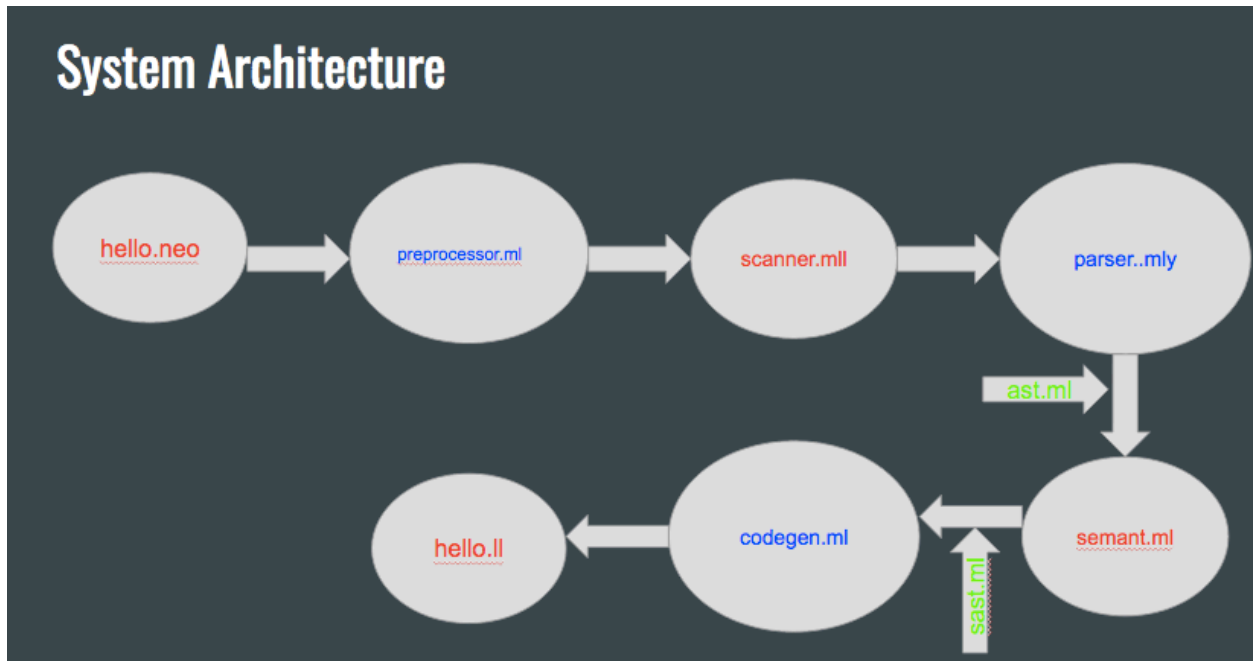 System Architecture
hello.neo
preprocessor.ml
scanner.mll
parser..mly
ast.ml
hello.ll
codegen.ml
sast.ml
semant.ml